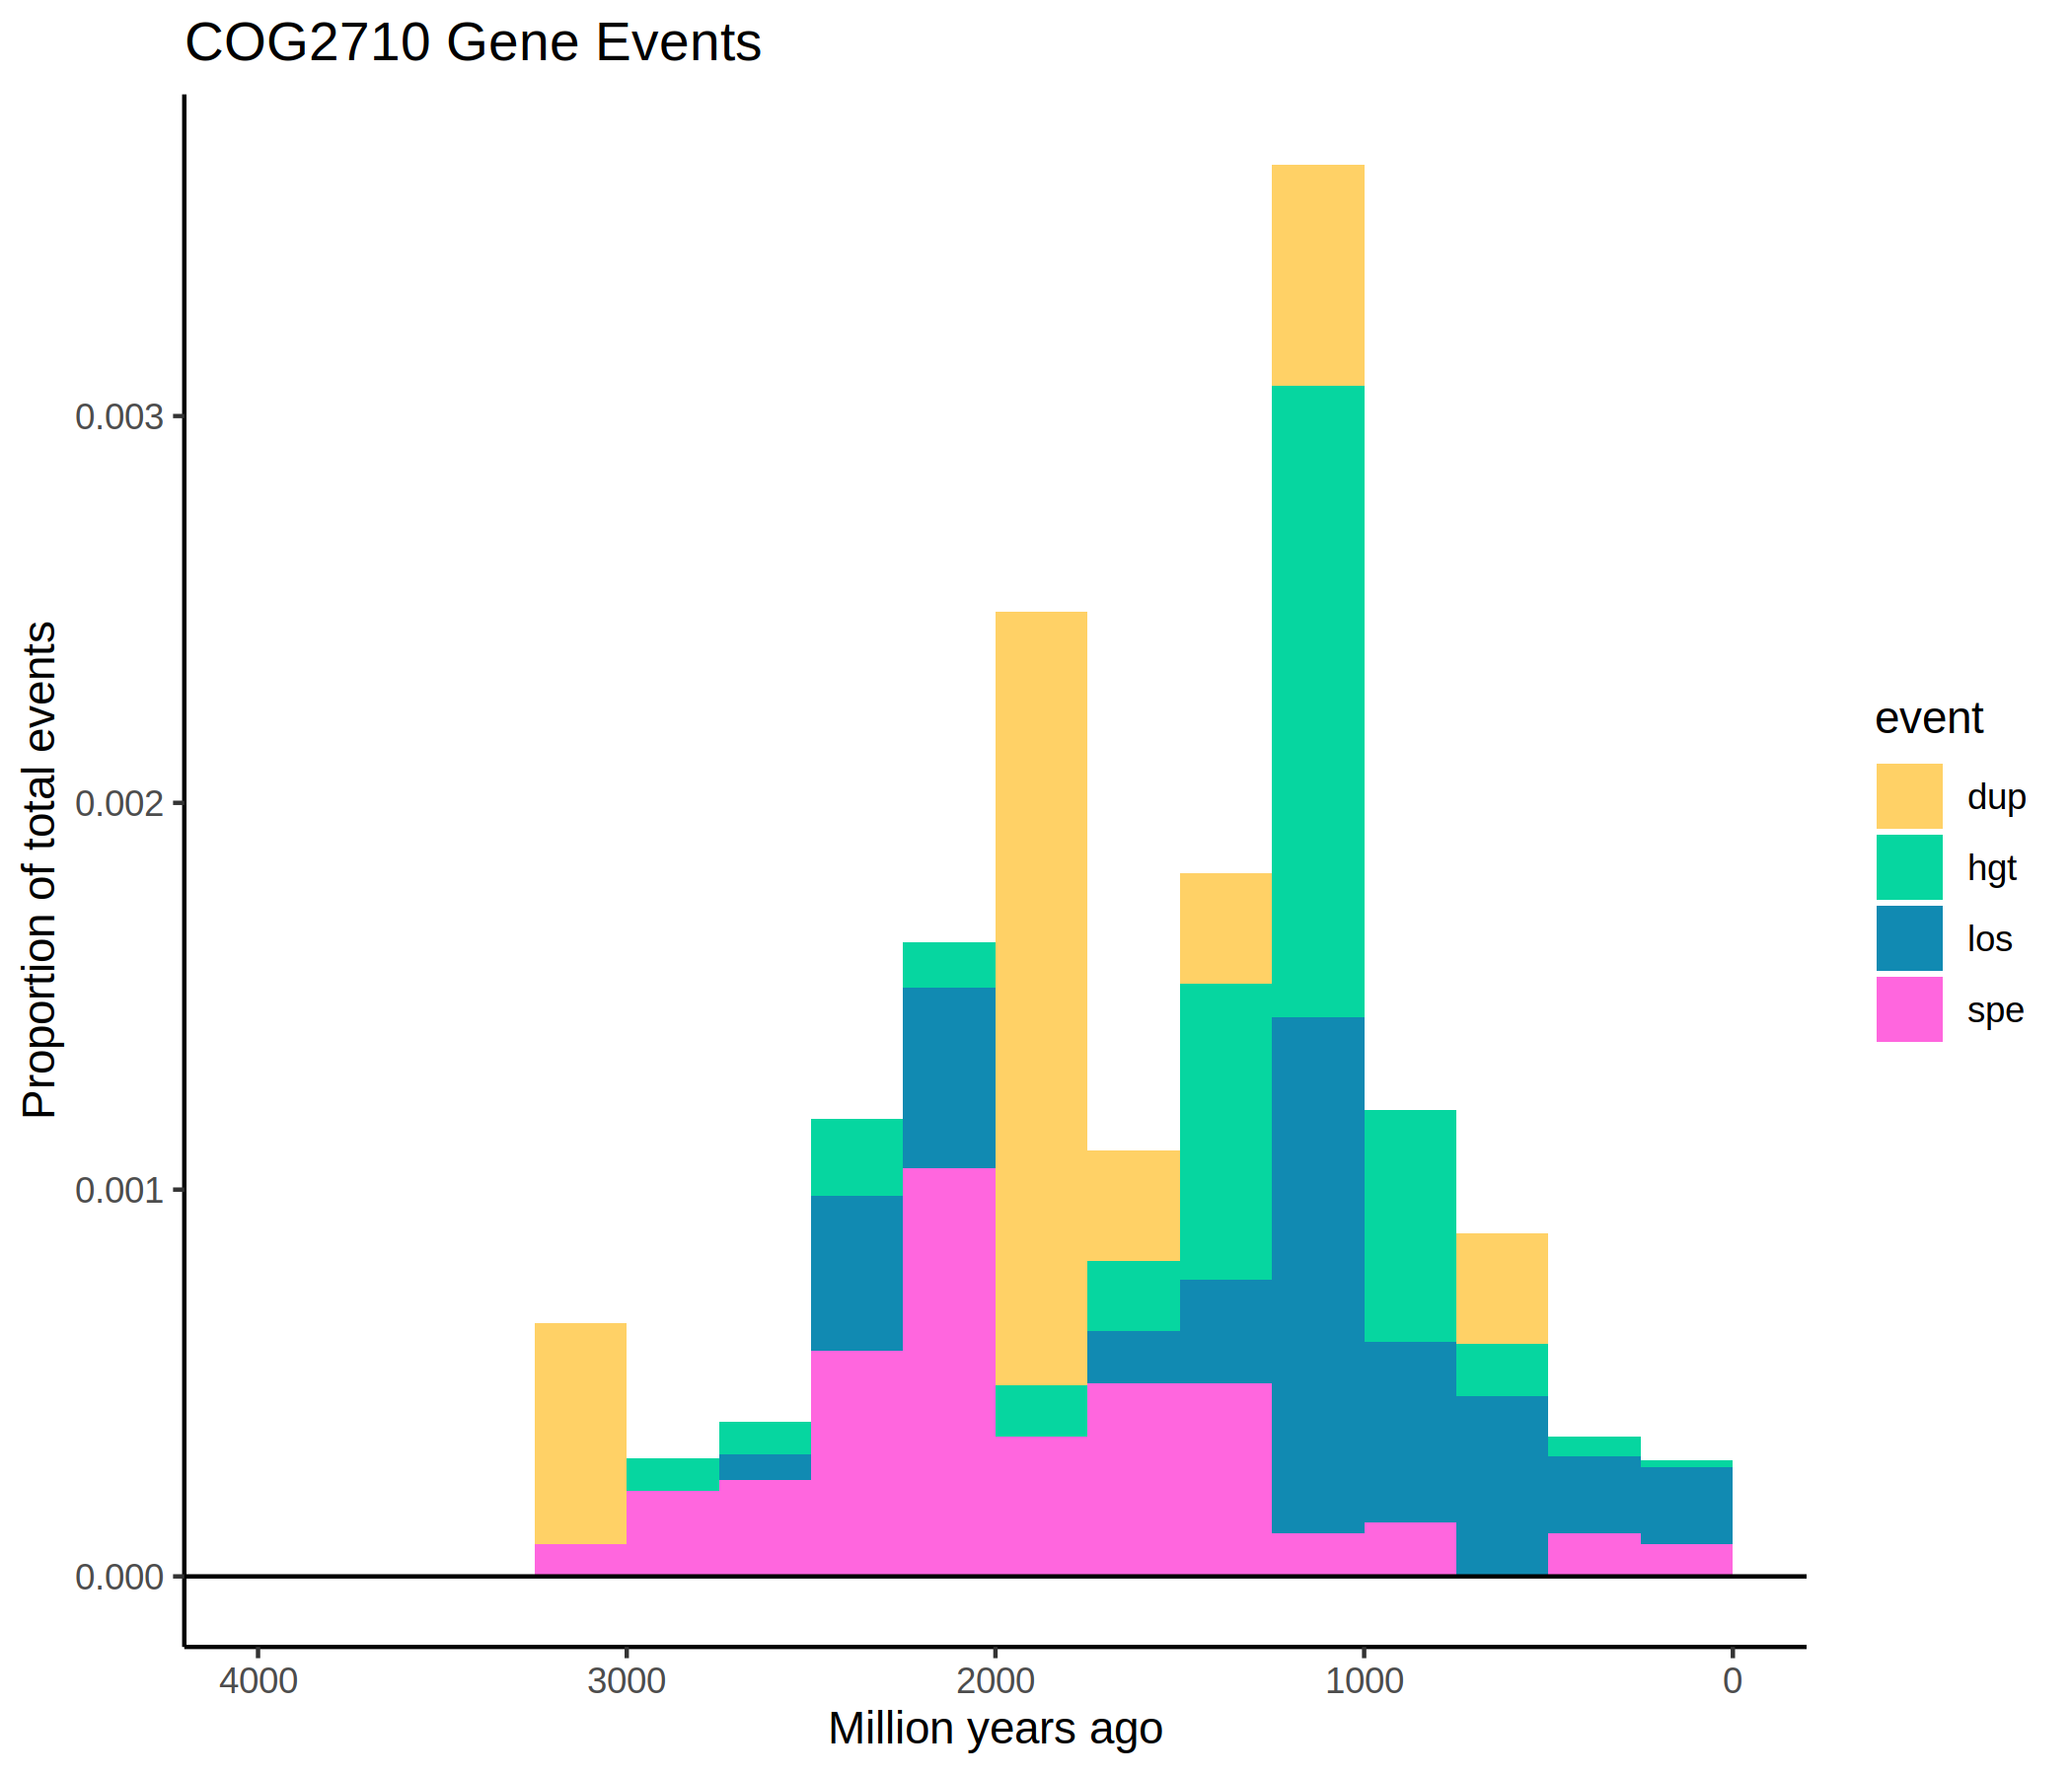 COG2710 Gene Events
Proportion of total events
0.003
0.002
0.001
0.000
4000 3000 2000 1000 0
Million years ago
event
dup
hgt
los
spe